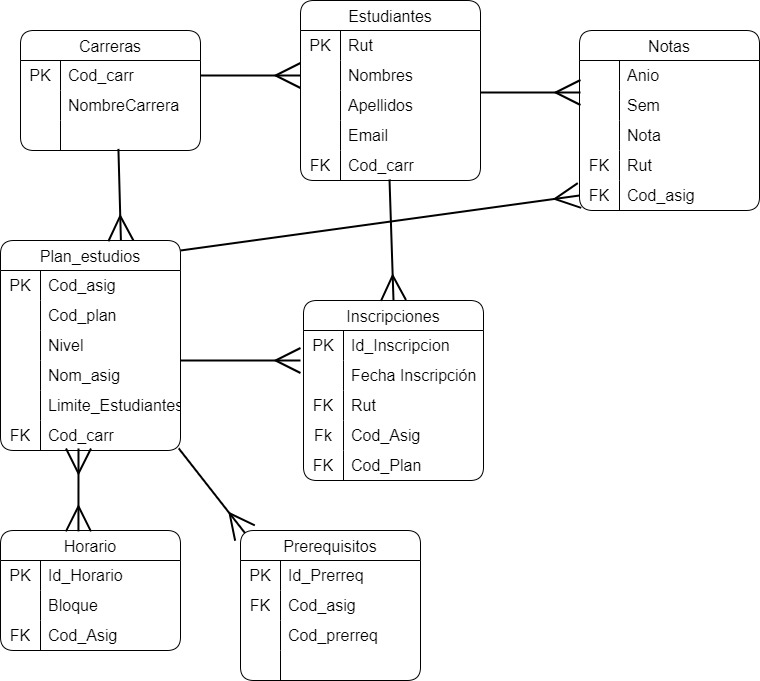 Carreras
PK Cod_carr
NombreCarrera
Estudiantes
PK Rut
Nombres
Apellidos
Email
FK Cod_carr
Notas
Anio
Sem
Nota
FK Rut
FK Cod_asig
Plan_estudios
PK Cod_asig
Cod_plan
Nivel
Nom_asig
Limite_Estudiantes
FK Cod_carr
Inscripciones
PK Id_Inscripcion
Fecha Inscripción
FK Rut
Fk Cod_Asig
FK Cod_Plan
Horario
PK Id_Horario
Bloque
FK Cod_Asig
Prerequisitos
PK Id_Prerreq
FK Cod_asig
Cod_prerreq